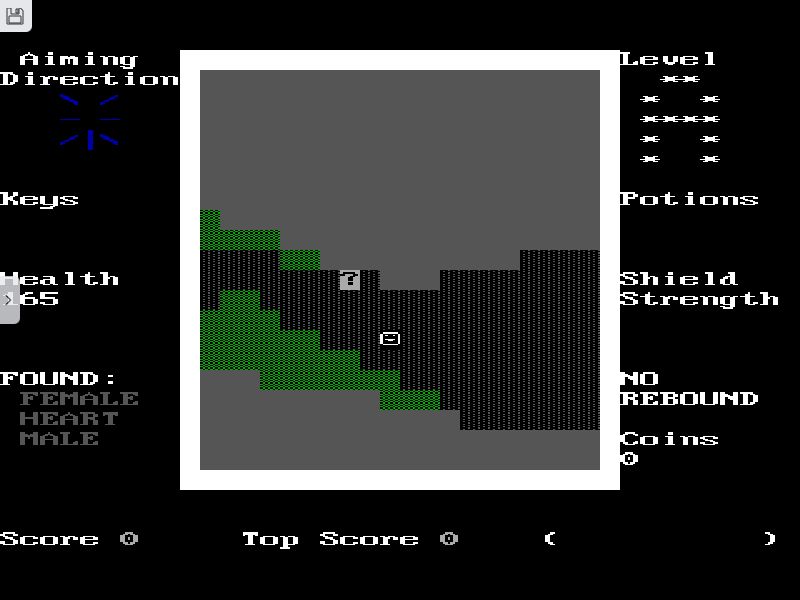 Aiming
Direction
Keys
Health
165
FOUND:
FEMALE
HEART
MALE
?
Level
Potions
Shield
Strength
NO
REBOUND
Coins
0
Score 0 Top Score 0 ( )